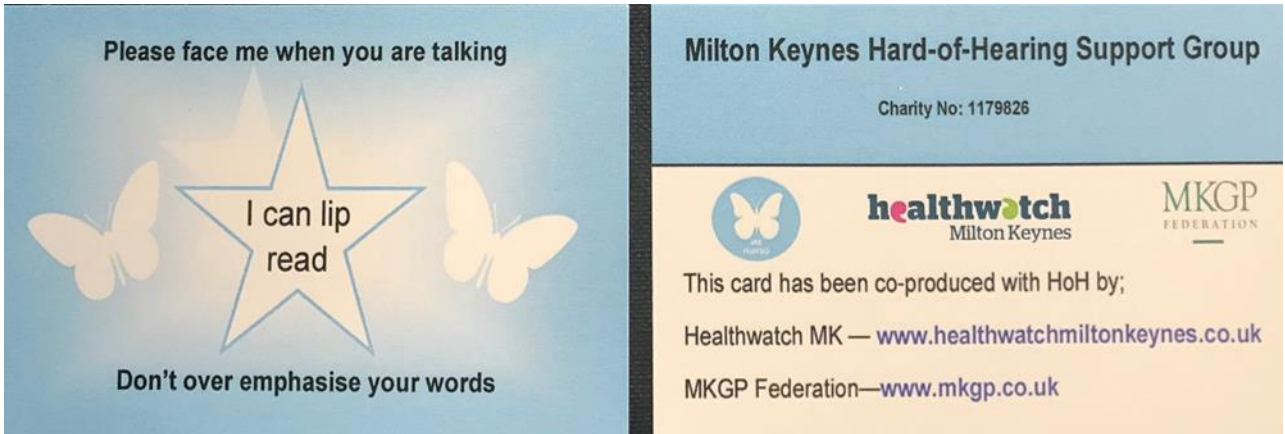 Please face me when you are talking
I can lip
read
Don't over emphasise your words
Milton Keynes Hard-of-Hearing Support Group
Charity No: 1179826
healthwatch
Milton Keynes
MKGP
FEDERATION
This card has been co-produced with HoH by;
Healthwatch MK — www.healthwatchmiltonkeynes.co.uk
MKGP Federation—www.mkgp.co.uk